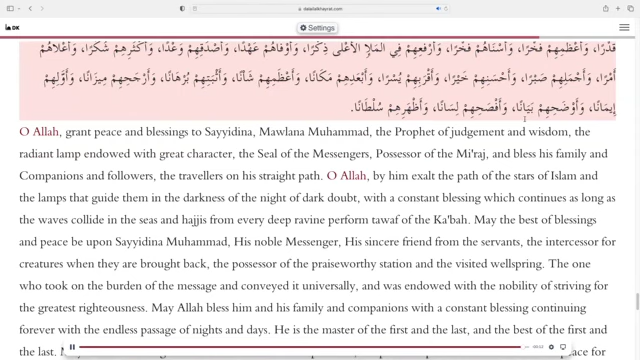 dalailalkhayrat.com
DK
Settings
قَدْرًا، وَأَعْظَمِهِمْ فَخْرًا، وَأَسْنَاهُمْ فَخْرًا، وَأَرْفَعِهِمْ فِي الْمَلَإِ الْأَعْلَى ذِكْرًا، وَأَوْفَاهُمْ عَهْدًا، وَأَصْدَقِهِمْ وَعْدًا، وَأَكْثَرِهِمْ شُكْرًا، وَأَعْلَاهُمْ
أَمْرًا، وَأَجْمَلِهِمْ صَبْرًا، وَأَحْسَنِهِمْ خَيْرًا، وَأَقْرَبِهِمْ يُسْرًا، وَأَبْعَدِهِمْ مَكَانًا، وَأَعْظَمِهِمْ شَأْنًا، وَأَثْبَتِهِمْ بُرْهَانًا، وَأَرْجَحِهِمْ مِيزَانًا، وَأَوَّلِهِمْ
إِيمَانًا، وَأَوْضَحِهِمْ بَيَانًا، وَأَفْصَحِهِمْ لِسَانًا، وَأَظْهَرِهِمْ سُلْطَانًا.
O Allah, grant peace and blessings to Sayyidina, Mawlana Muhammad, the Prophet of judgement and wisdom, the
radiant lamp endowed with great character, the Seal of the Messengers, Possessor of the Mi'raj, and bless his family and
Companions and followers, the travellers on his straight path. O Allah, by him exalt the path of the stars of Islam and
the lamps that guide them in the darkness of the night of dark doubt, with a constant blessing which continues as long as
the waves collide in the seas and hajjis from every deep ravine perform tawaf of the Ka'bah. May the best of blessings
and peace be upon Sayyidina Muhammad, His noble Messenger, His sincere friend from the servants, the intercessor for
creatures when they are brought back, the possessor of the praiseworthy station and the visited wellspring. The one
who took on the burden of the message and conveyed it universally, and was endowed with the nobility of striving for
the greatest righteousness. May Allah bless him and his family and companions with a constant blessing continuing
forever with the endless passage of nights and days. He is the master of the first and the last, and the best of the first and
the last. M